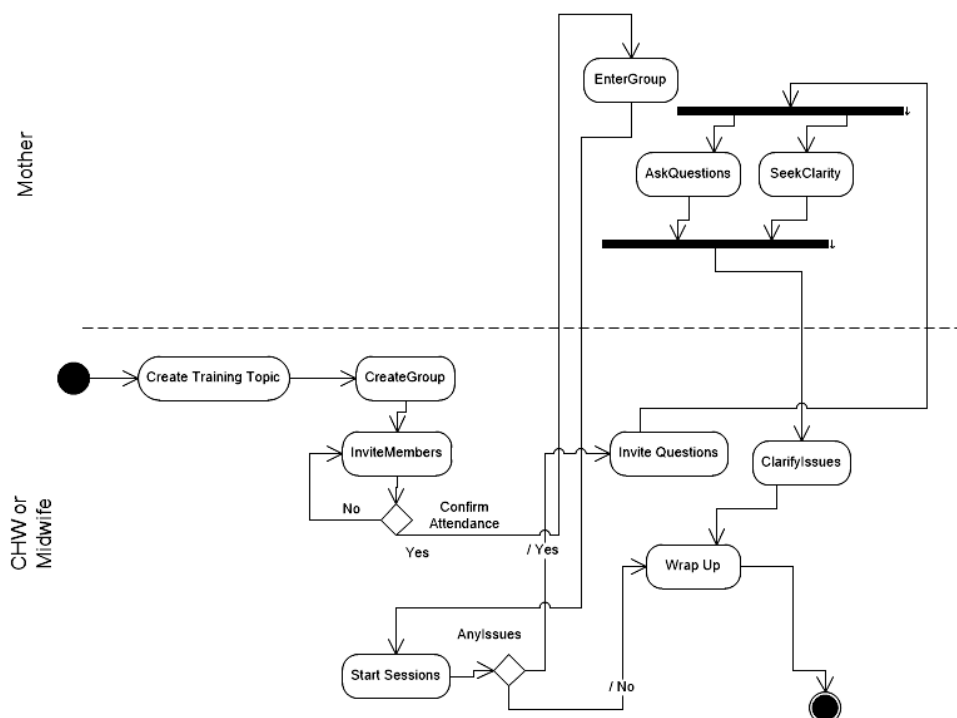 Mother
EnterGroup
AskQuestions
SeekClarity
CHW or
Midwife
Create Training Topic
CreateGroup
InviteMembers
No
Confirm
Attendance
Yes
/ Yes
Invite Questions
ClarifyIssues
Wrap Up
AnyIssues
Start Sessions
/ No